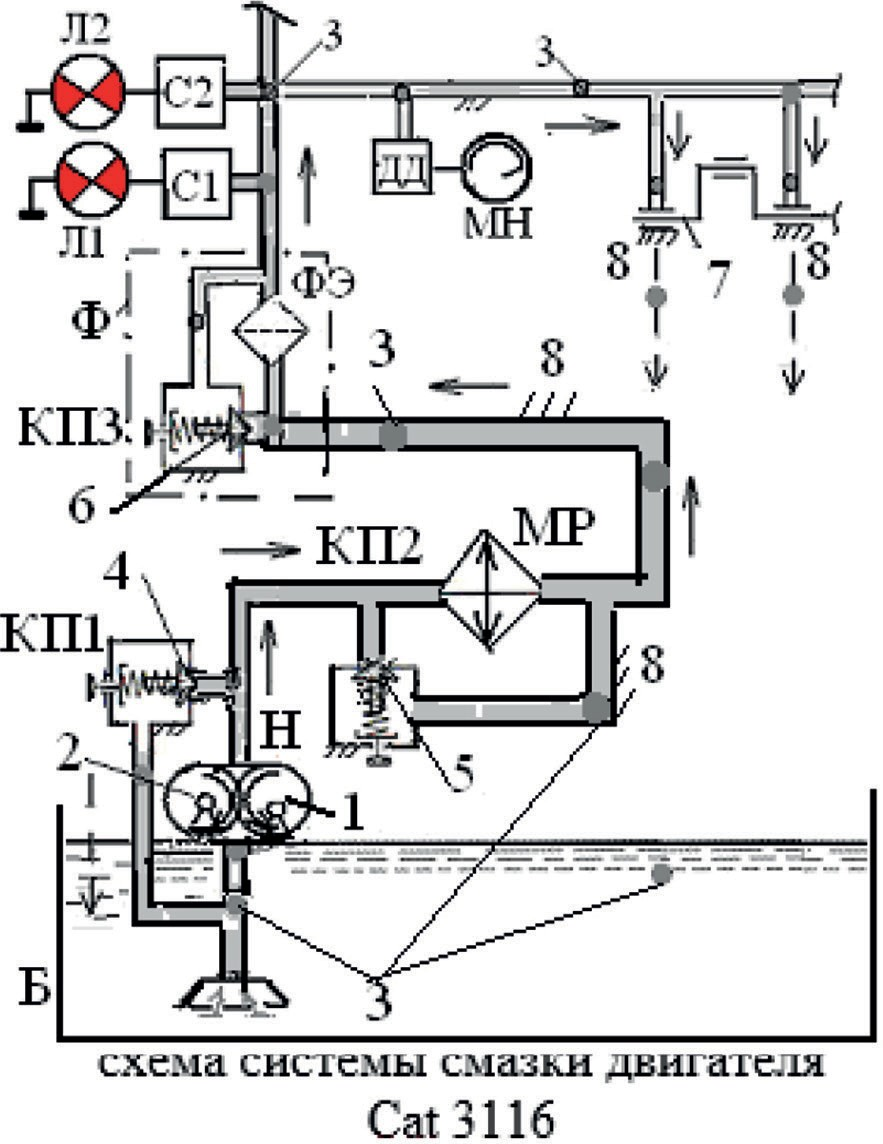 Л2
3
3
С2
С1
ДД
МН
Л1
8
7
8
Ф
ФЭ
3
8
КП3
6
КП2
МР
4
КП1
8
Н
2
5
1
Б
3
схема системы смазки двигателя
Cat 3116